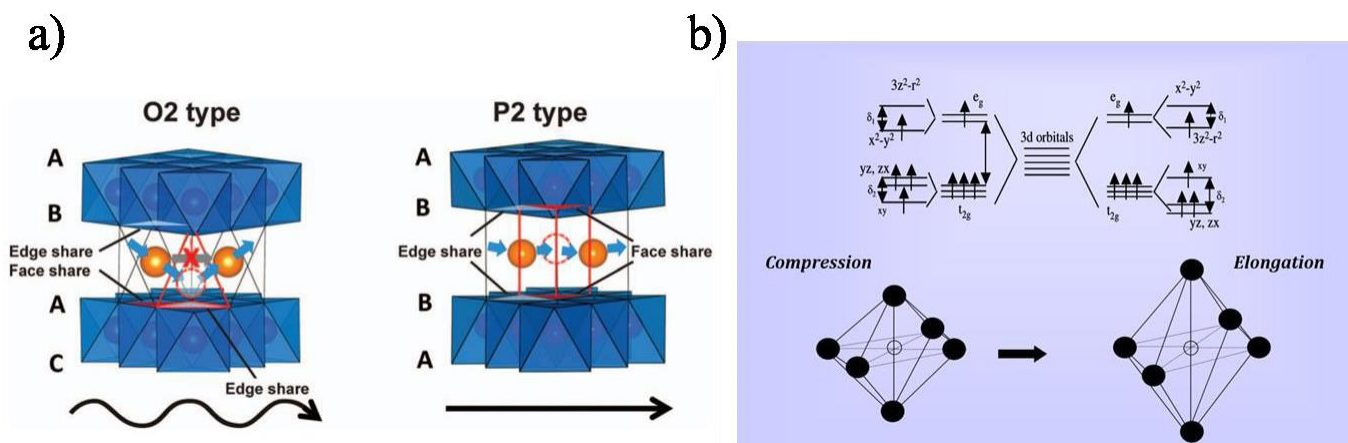 a)
O2 type
A
B
Edge share
Face share
X
A
C
Edge share
P2 type
A
B
Edge share
Face share
B
A
b)
3z²-r²
δ₁
x²-y²
e_g
yz, zx
δ₂
xy
t₂g
3d orbitals
e_g
x²-y²
δ₁
3z²-r²
t₂g
xy
δ₂
yz, zx
Compression
Elongation